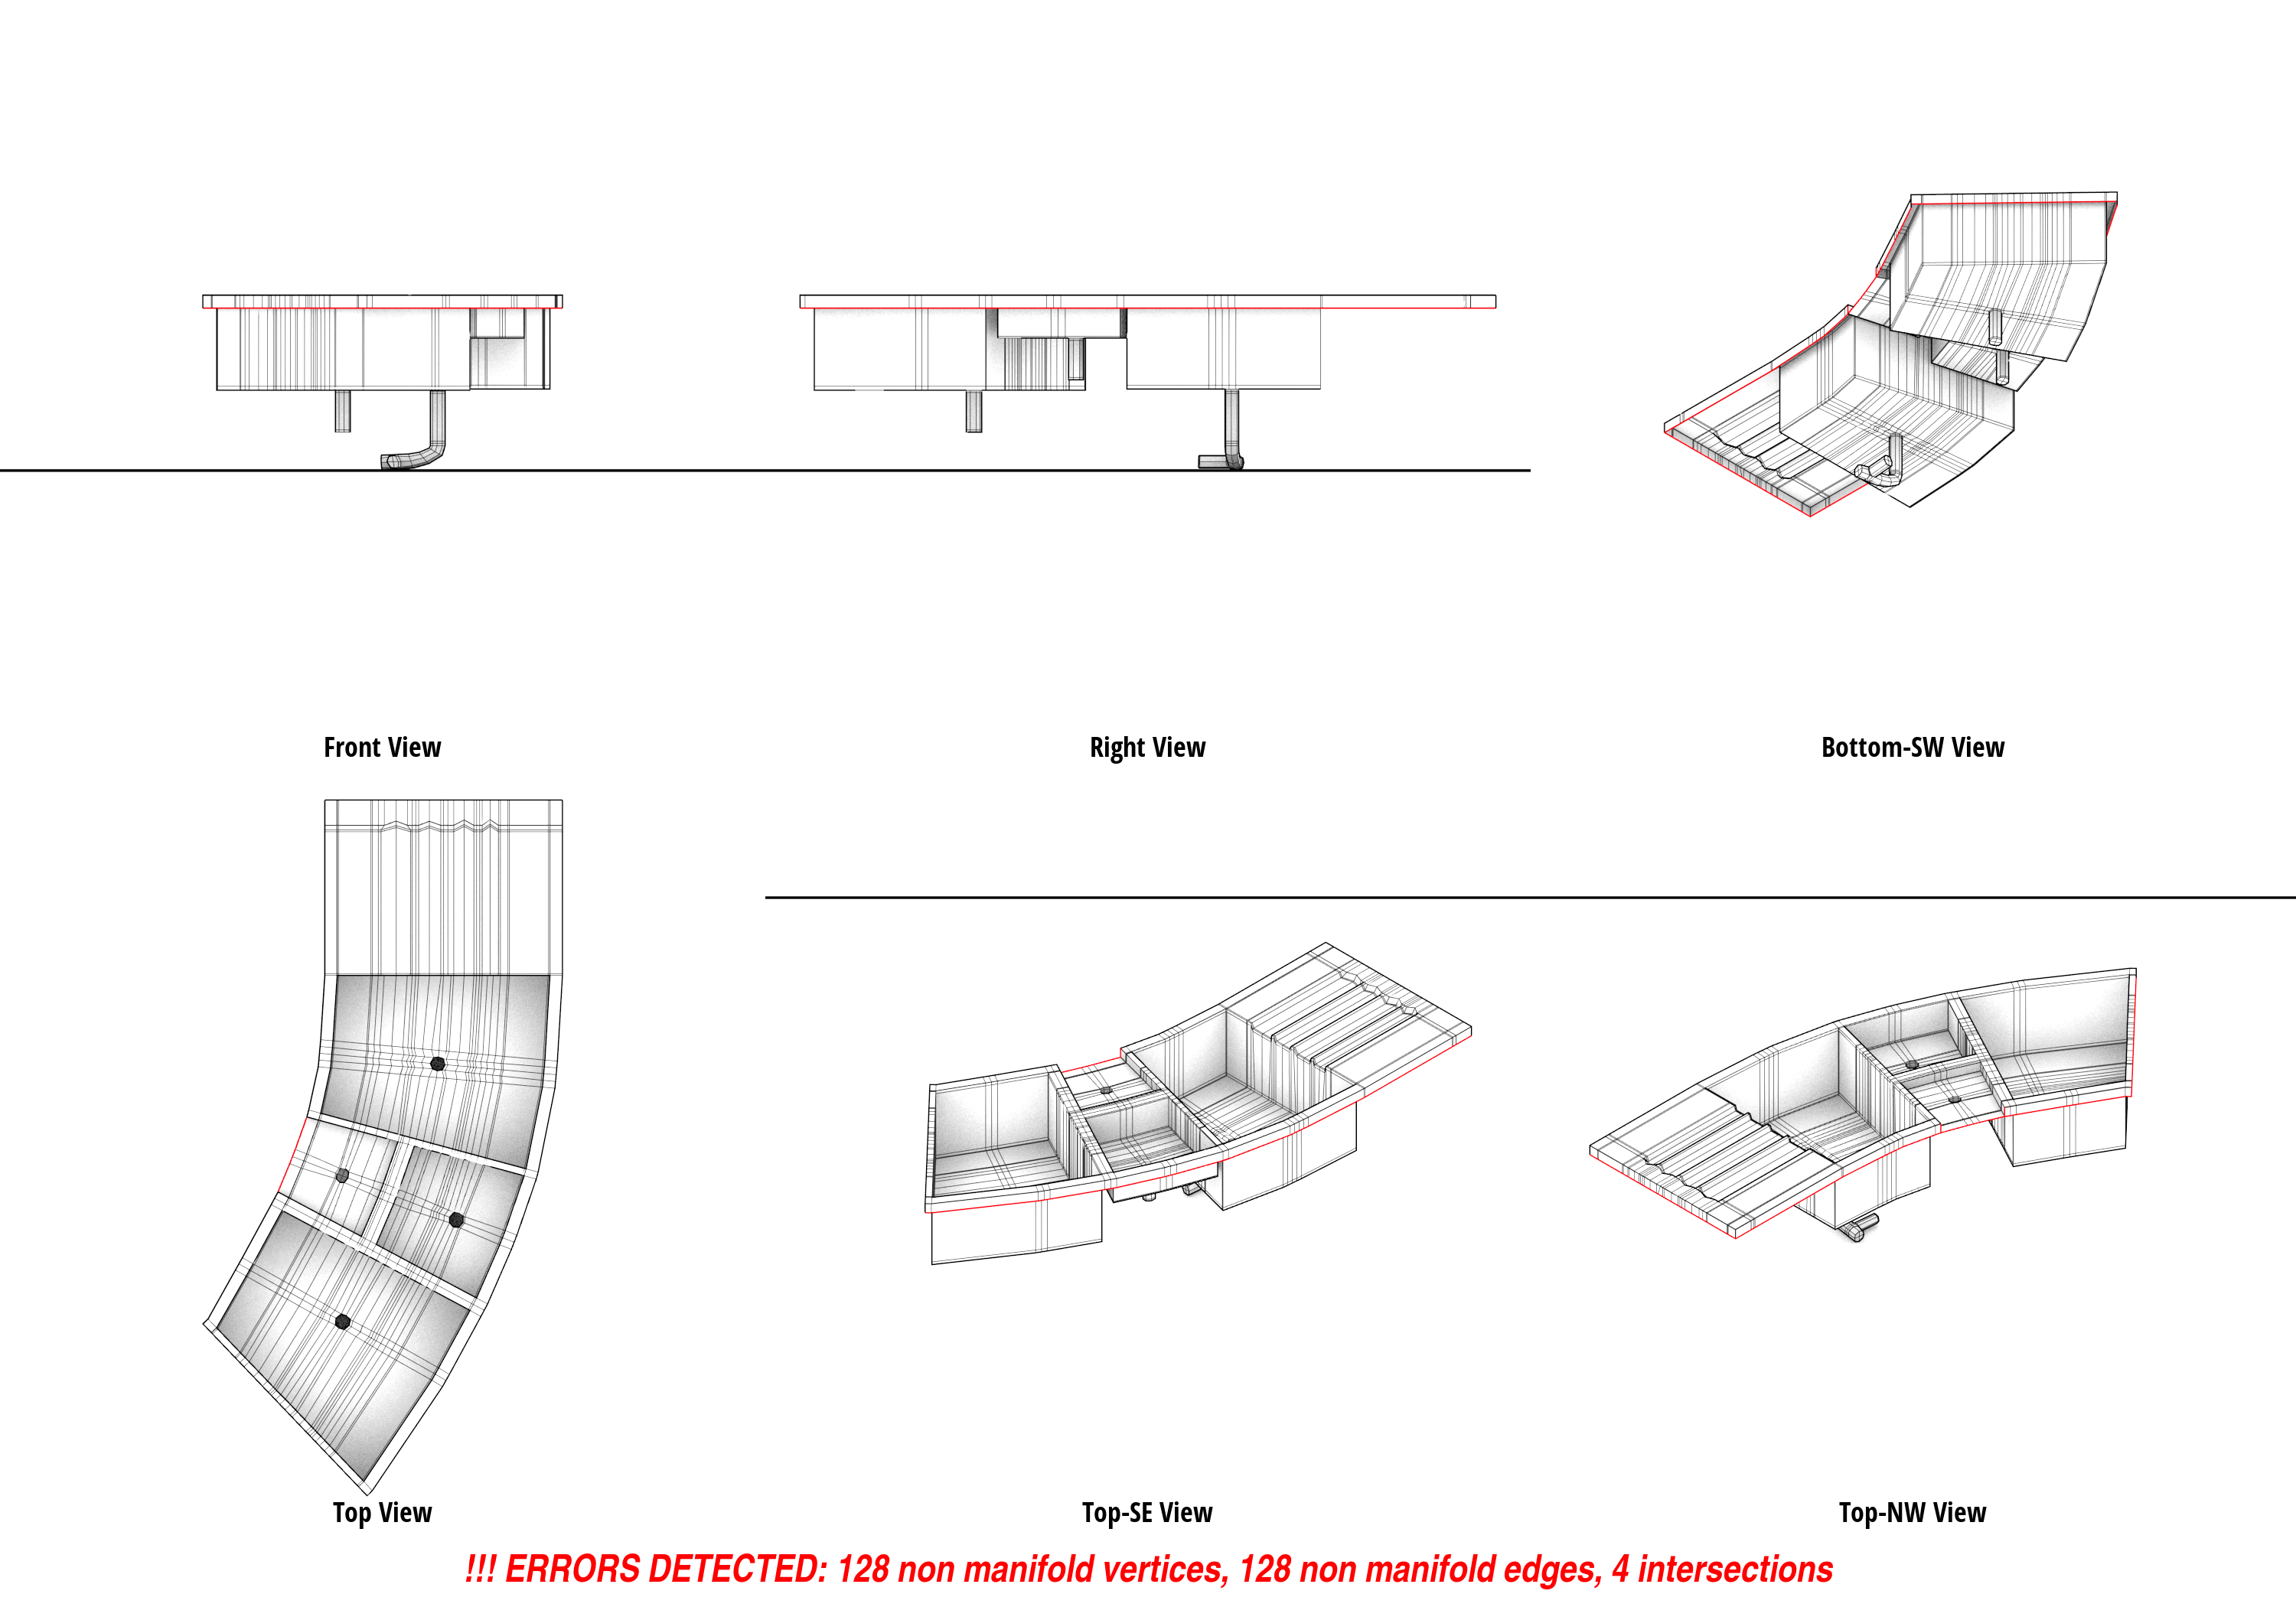 Front View
Right View
Bottom-SW View
Top View
Top-SE View
Top-NW View
!!! ERRORS DETECTED: 128 non manifold vertices, 128 non manifold edges, 4 intersections